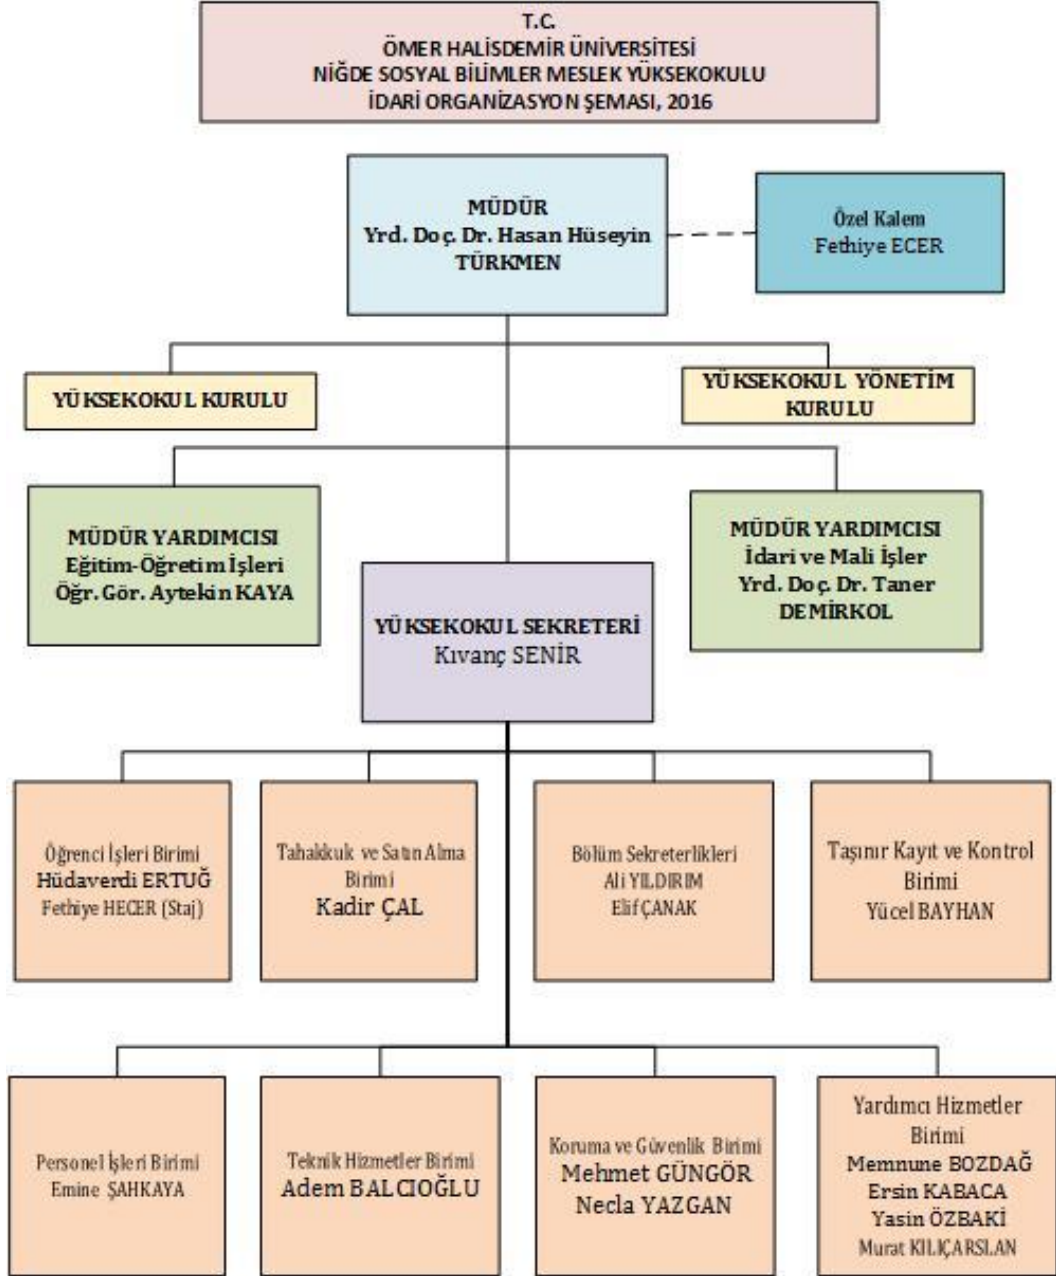 T.C.
ÖMER HALİSDEMİR ÜNİVERSİTESİ
NİĞDE SOSYAL BİLİMLER MESLEK YÜKSEKOKULU
İDARİ ORGANİZASYON ŞEMASI, 2016
MÜDÜR
Yrd. Doç. Dr. Hasan Hüseyin
TÜRKMEN
Özel Kalem
Fethiye ECER
YÜKSEKOKUL KURULU
YÜKSEKOKUL YÖNETİM
KURULU
MÜDÜR YARDIMCISI
Eğitim-Öğretim İşleri
Öğr. Gör. Aytekin KAYA
MÜDÜR YARDIMCISI
İdari ve Mali İşler
Yrd. Doç. Dr. Taner
DEMİRKOL
YÜKSEKOKUL SEKRETERİ
Kıvanç SENİR
Öğrenci İşleri Birimi
Hüdaverdi ERTUĞ
Fethiye HECER (Staj)
Tahakkuk ve Satın Alma
Birimi
Kadir ÇAL
Bölüm Sekreterlikleri
Ali YILDIRIM
Elif ÇANAK
Taşınır Kayıt ve Kontrol
Birimi
Yücel BAYHAN
Personel İşleri Birimi
Emine ŞAHKAYA
Teknik Hizmetler Birimi
Adem BALCIOĞLU
Koruma ve Güvenlik Birimi
Mehmet GÜNGÖR
Necla YAZGAN
Yardımcı Hizmetler
Birimi
Memnune BOZDAĞ
Ersin KABACA
Yasin ÖZBAKİ
Murat KILIÇARSLAN